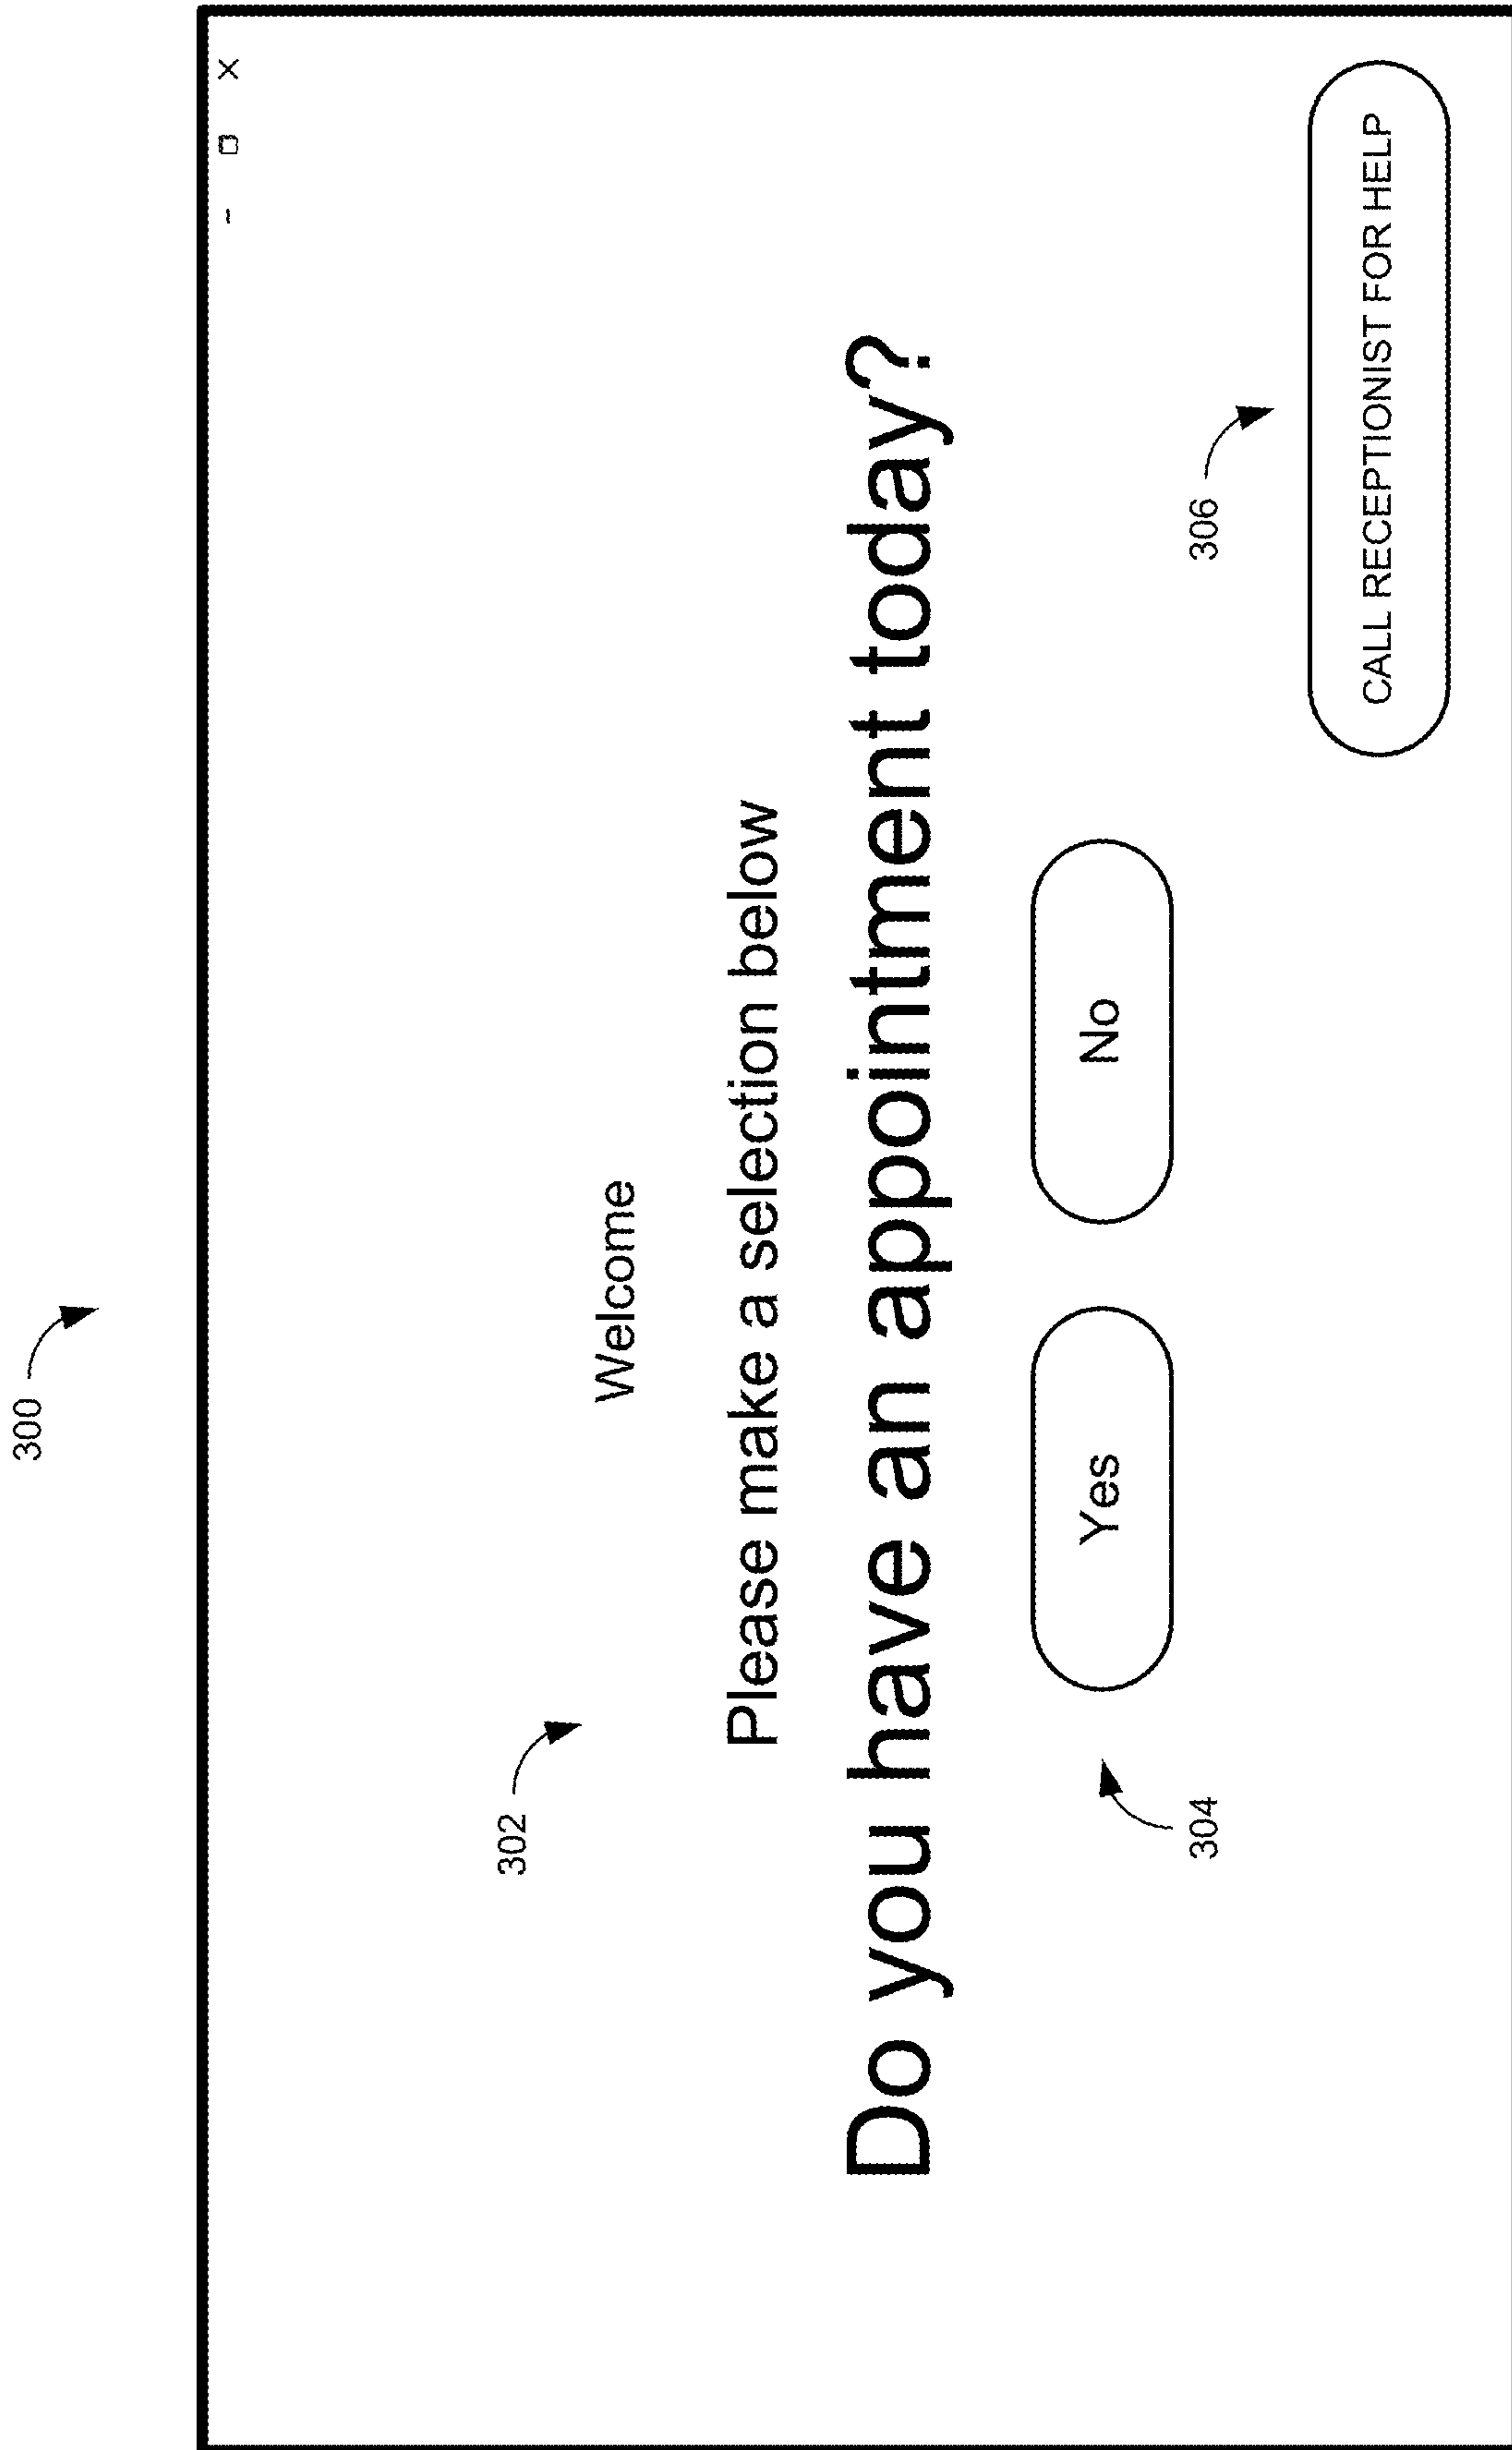 300
302
Welcome
Please make a selection below
Do you have an appointment today?
Yes
No
304
306
CALL RECEPTIONIST FOR HELP